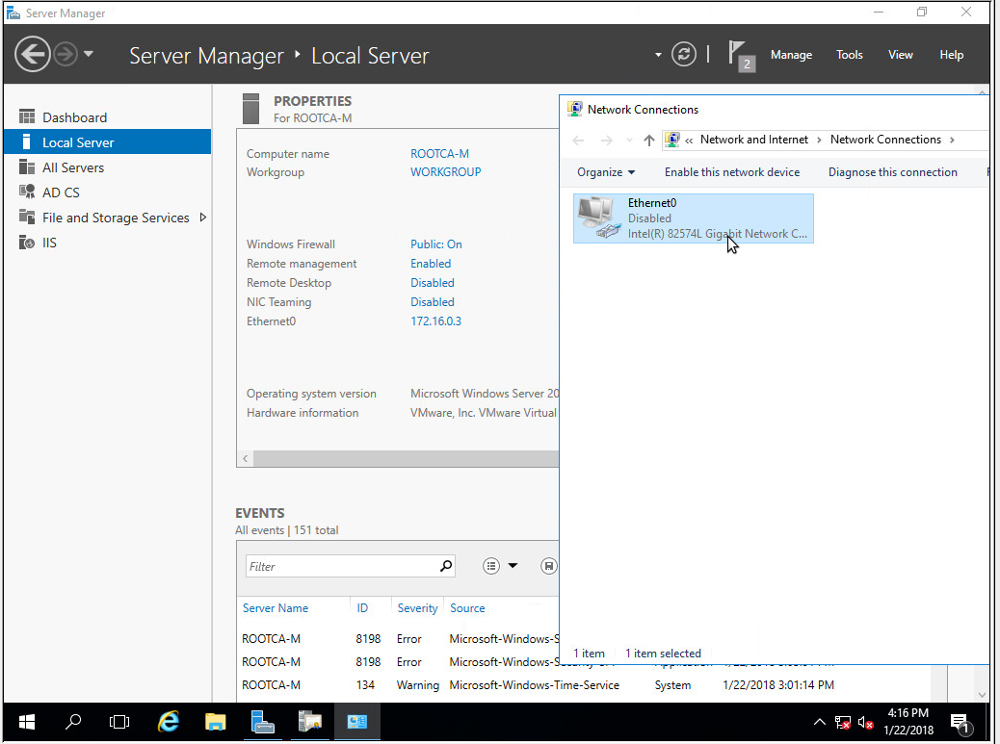 Server Manager
Server Manager ‣ Local Server
2
Manage
Tools
View
Help
Dashboard
Local Server
All Servers
AD CS
File and Storage Services
IIS
PROPERTIES
For ROOTCA-M
Computer name ROOTCA-M
Workgroup WORKGROUP
Windows Firewall Public: On
Remote management Enabled
Remote Desktop Disabled
NIC Teaming Disabled
Ethernet0 172.16.0.3
Operating system version Microsoft Windows Server 20
Hardware information VMware, Inc. VMware Virtual
Network Connections
« Network and Internet › Network Connections ›
Organize Enable this network device Diagnose this connection
Ethernet0
Disabled
Intel(R) 82574L Gigabit Network C...
1 item 1 item selected
EVENTS
All events | 151 total
Filter
Server Name ID Severity Source
ROOTCA-M 8198 Error Microsoft-Windows-S
ROOTCA-M 8198 Error
ROOTCA-M 134 Warning Microsoft-Windows-Time-Service System 1/22/2018 3:01:14 PM
4:16 PM
1/22/2018
1